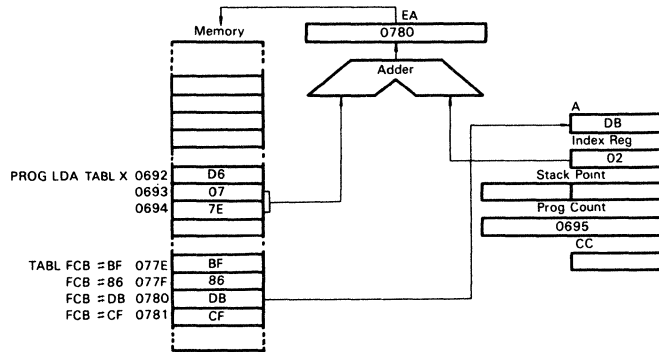 EA
Memory
0780
Adder
A
DB
Index Reg
02
PROG LDA TABL X 0692 D6
0693 07
0694 7E
Stack Point
Prog Count
0695
CC
TABL FCB = BF 077E BF
FCB = 86 077F 86
FCB = DB 0780 DB
FCB = CF 0781 CF